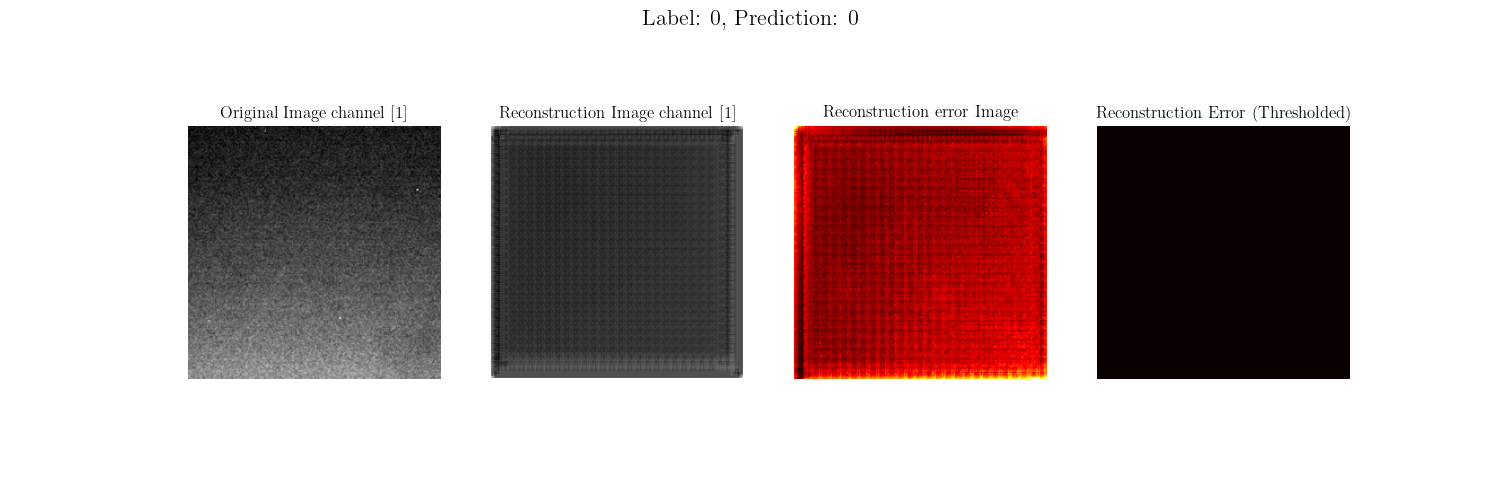 Label: 0, Prediction: 0
Original Image channel [1]
Reconstruction Image channel [1]
Reconstruction error Image
Reconstruction Error (Thresholded)